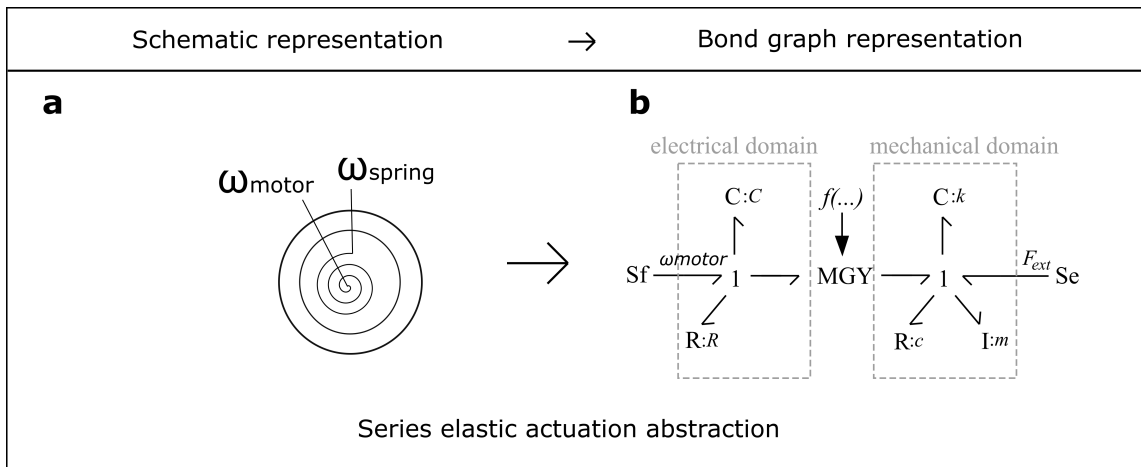 Schematic representation → Bond graph representation
a
b
ωmotor
ωspring
electrical domain
mechanical domain
C:C
f(...)
C:k
Sf
ωmotor
1
MGY
1
F_ext
Se
R:R
R:c
I:m
Series elastic actuation abstraction